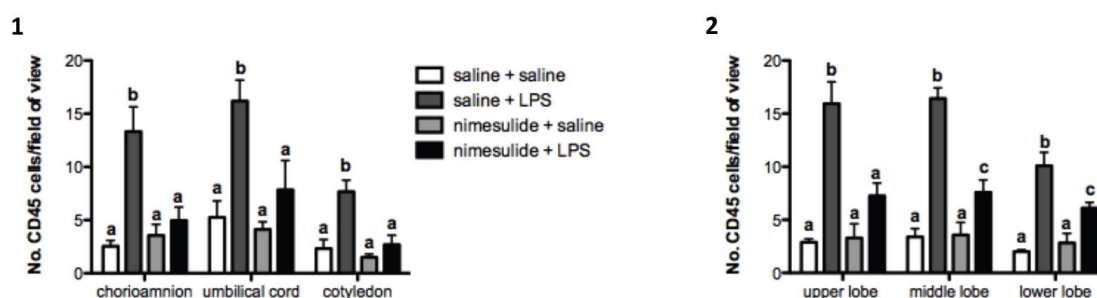 1
No. CD45 cells/field of view
20
15
10
5
0
a
b
a
a
a
b
a
a
a
b
a
a
chorioamnion
umbilical cord
cotyledon
saline + saline
saline + LPS
nimesulide + saline
nimesulide + LPS
2
No. CD45 cells/field of view
20
15
10
5
0
a
b
a
a
a
b
a
c
a
b
a
c
upper lobe
middle lobe
lower lobe